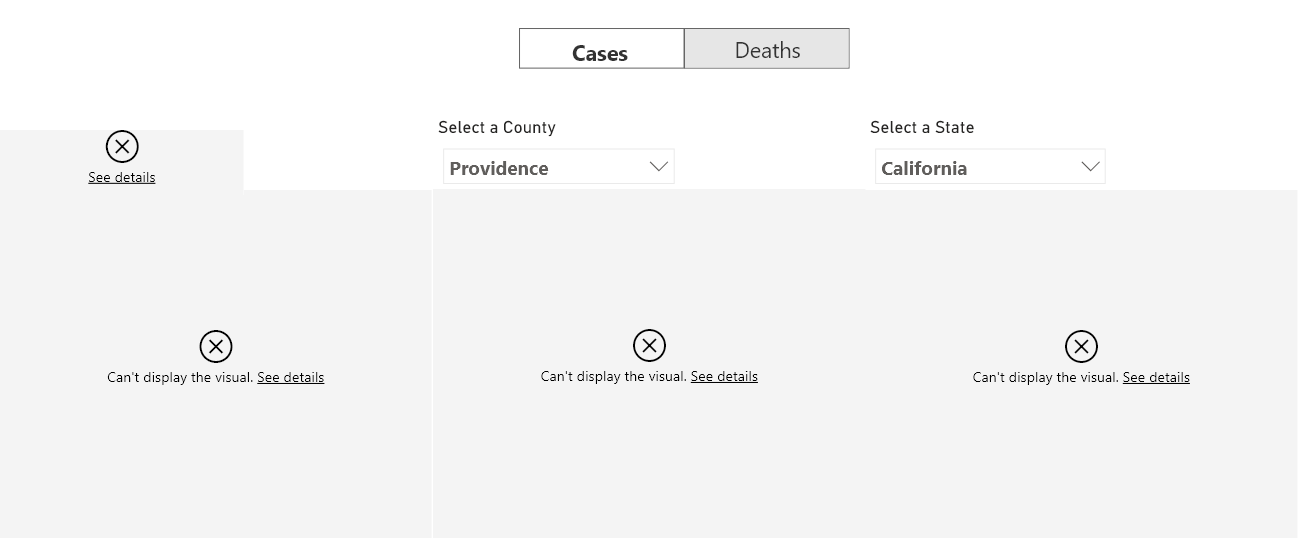 Cases
Deaths
Select a County
Select a State
See details
Providence
California
Can't display the visual. See details
Can't display the visual. See details
Can't display the visual. See details